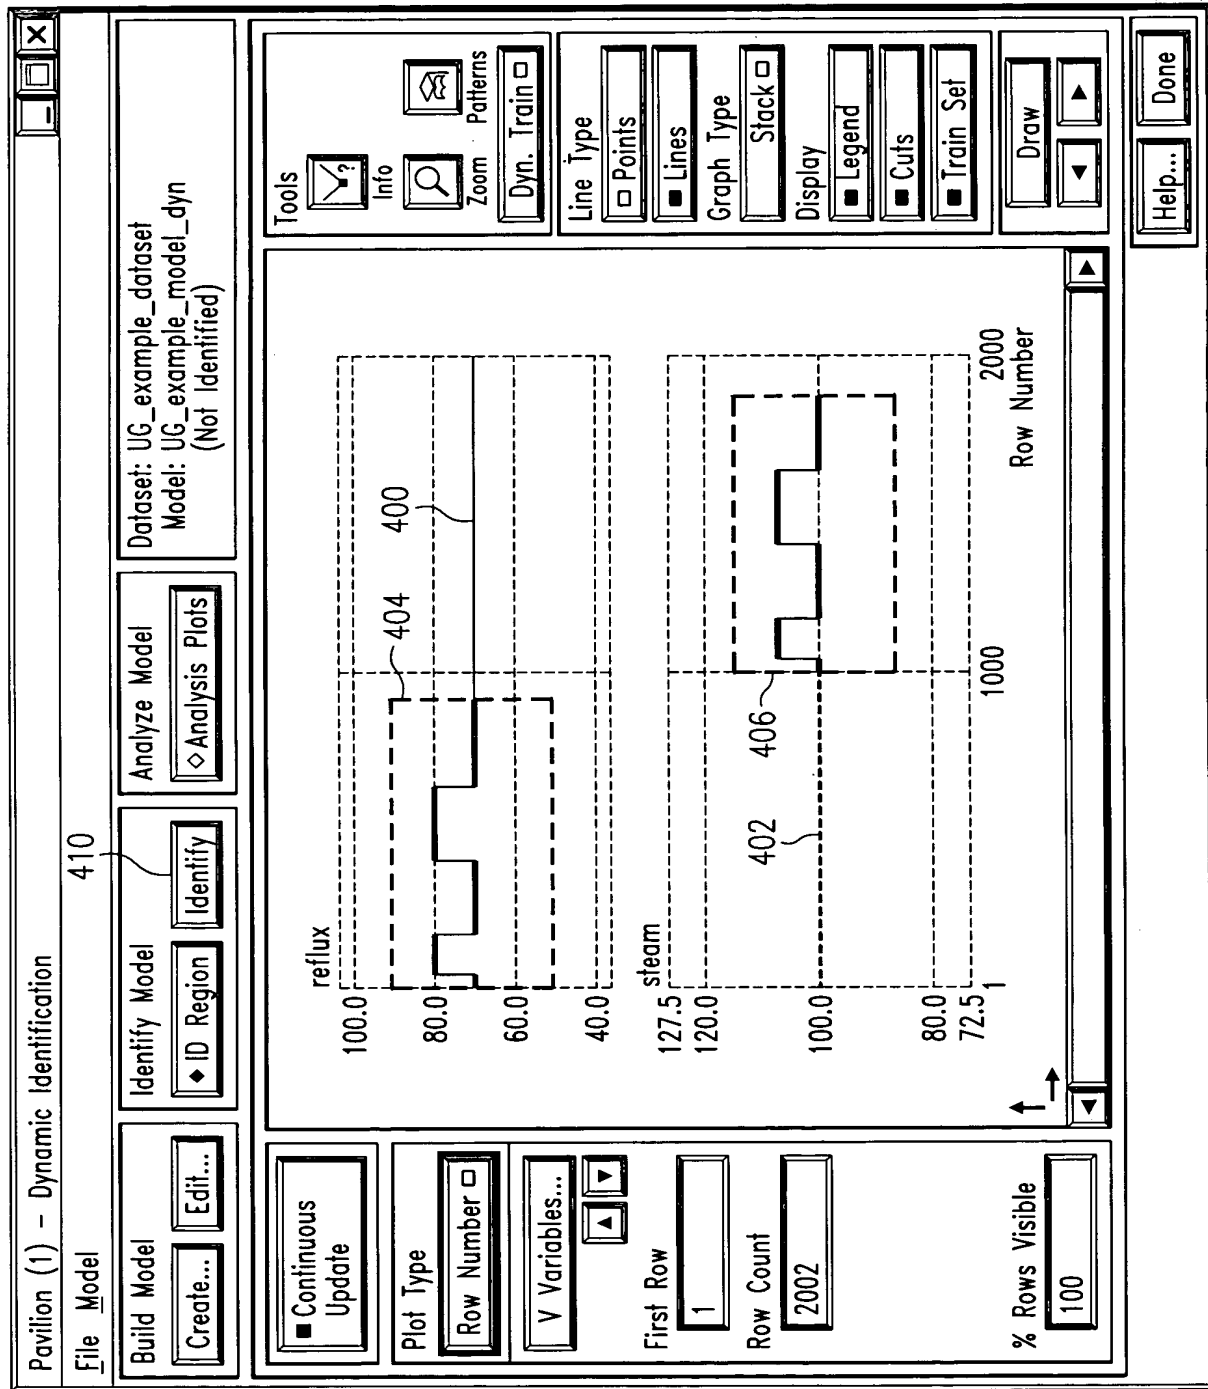 Pavilion (1) – Dynamic Identification
File Model
410
Build Model
Create...
Edit...
Identify Model
ID Region
Identify
Analyze Model
Analysis Plots
Dataset: UG_example_dataset
Model: UG_example_model_dyn
(Not Identified)
Continuous
Update
Plot Type
Row Number
V Variables...
First Row
1
Row Count
2002
% Rows Visible
100
reflux
100.0
80.0
60.0
40.0
404
400
steam
127.5
120.0
100.0
80.0
72.5
402
406
1
1000
2000
Row Number
Tools
Info
Zoom
Patterns
Dyn. Train
Line Type
Points
Lines
Graph Type
Stack
Display
Legend
Cuts
Train Set
Draw
Help...
Done